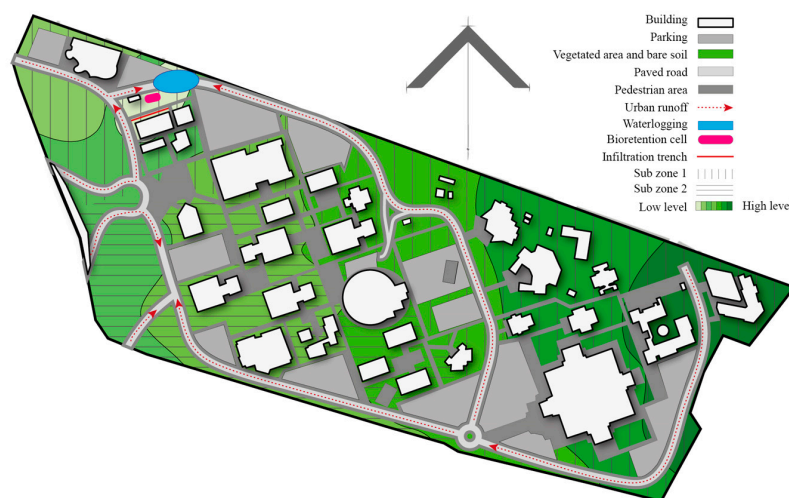 Building
Parking
Vegetated area and bare soil
Paved road
Pedestrian area
Urban runoff
Waterlogging
Bioretention cell
Infiltration trench
Sub zone 1
Sub zone 2
Low level High level